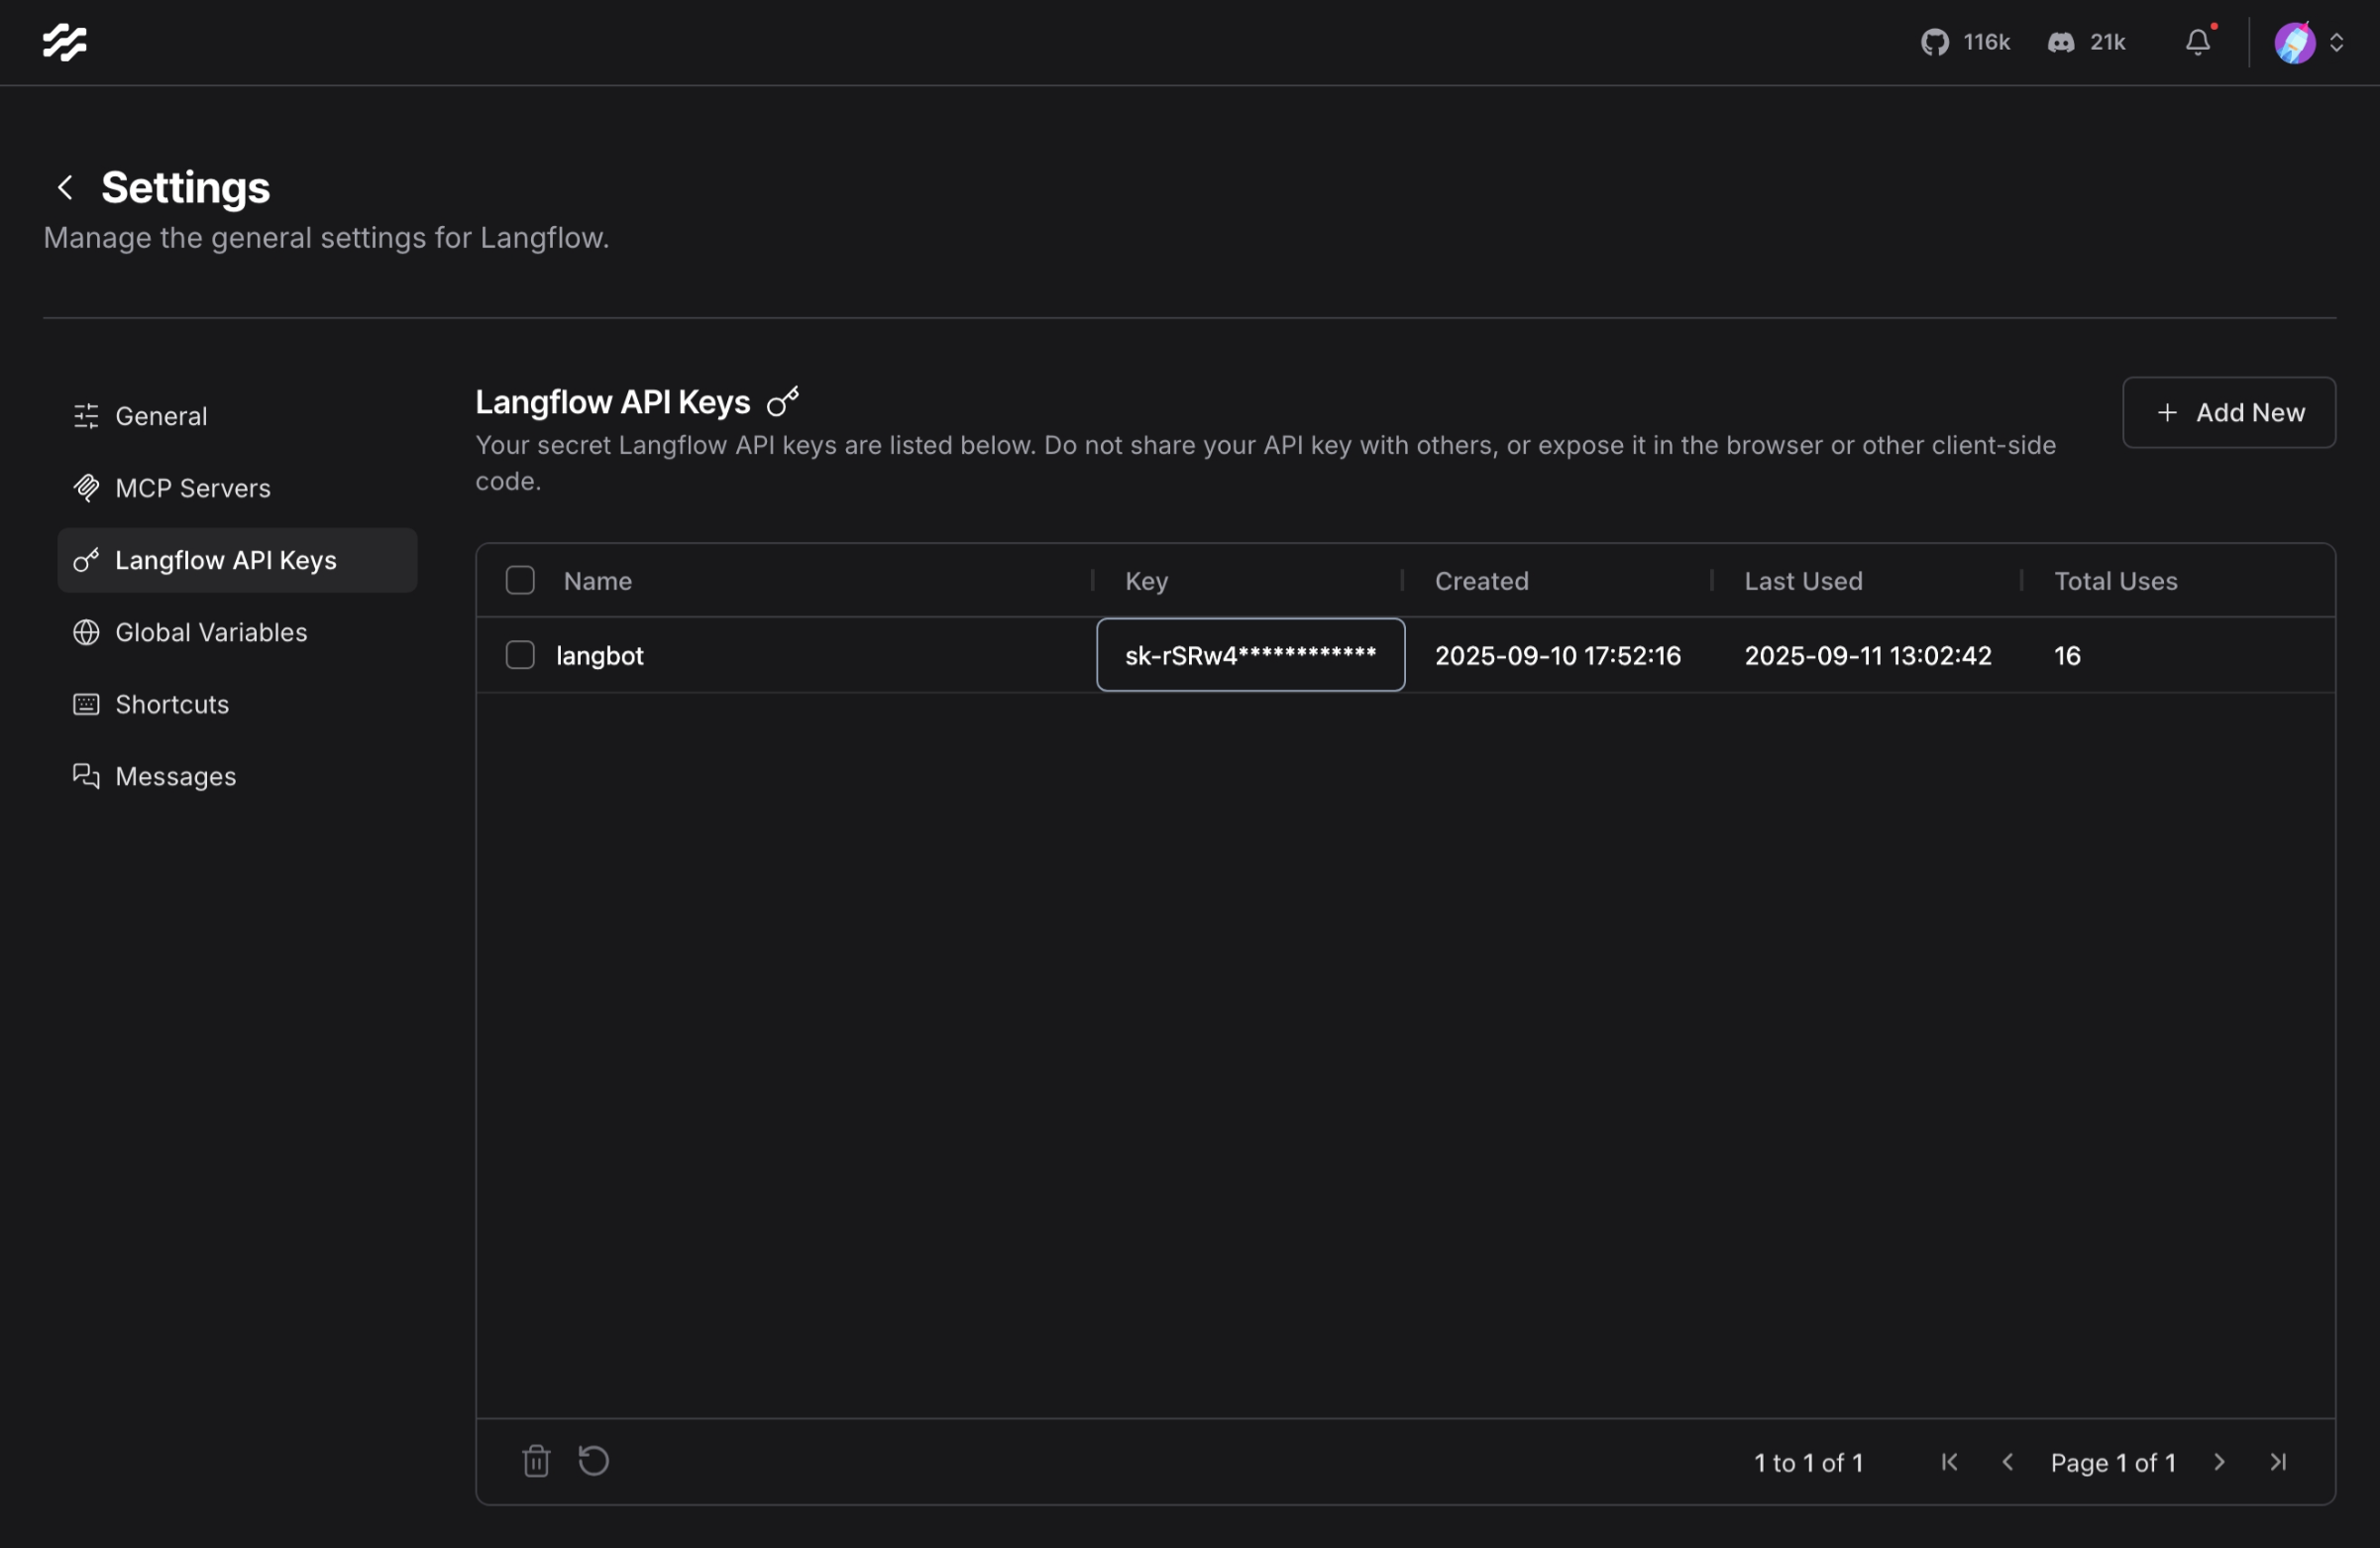 116k
21k
Settings
Manage the general settings for Langflow.
General
MCP Servers
Langflow API Keys
Global Variables
Shortcuts
Messages
Langflow API Keys
Your secret Langflow API keys are listed below. Do not share your API key with others, or expose it in the browser or other client-side
code.
Add New
Name Key Created Last Used Total Uses
langbot sk-rSRw4************ 2025-09-10 17:52:16 2025-09-11 13:02:42 16
1 to 1 of 1 Page 1 of 1